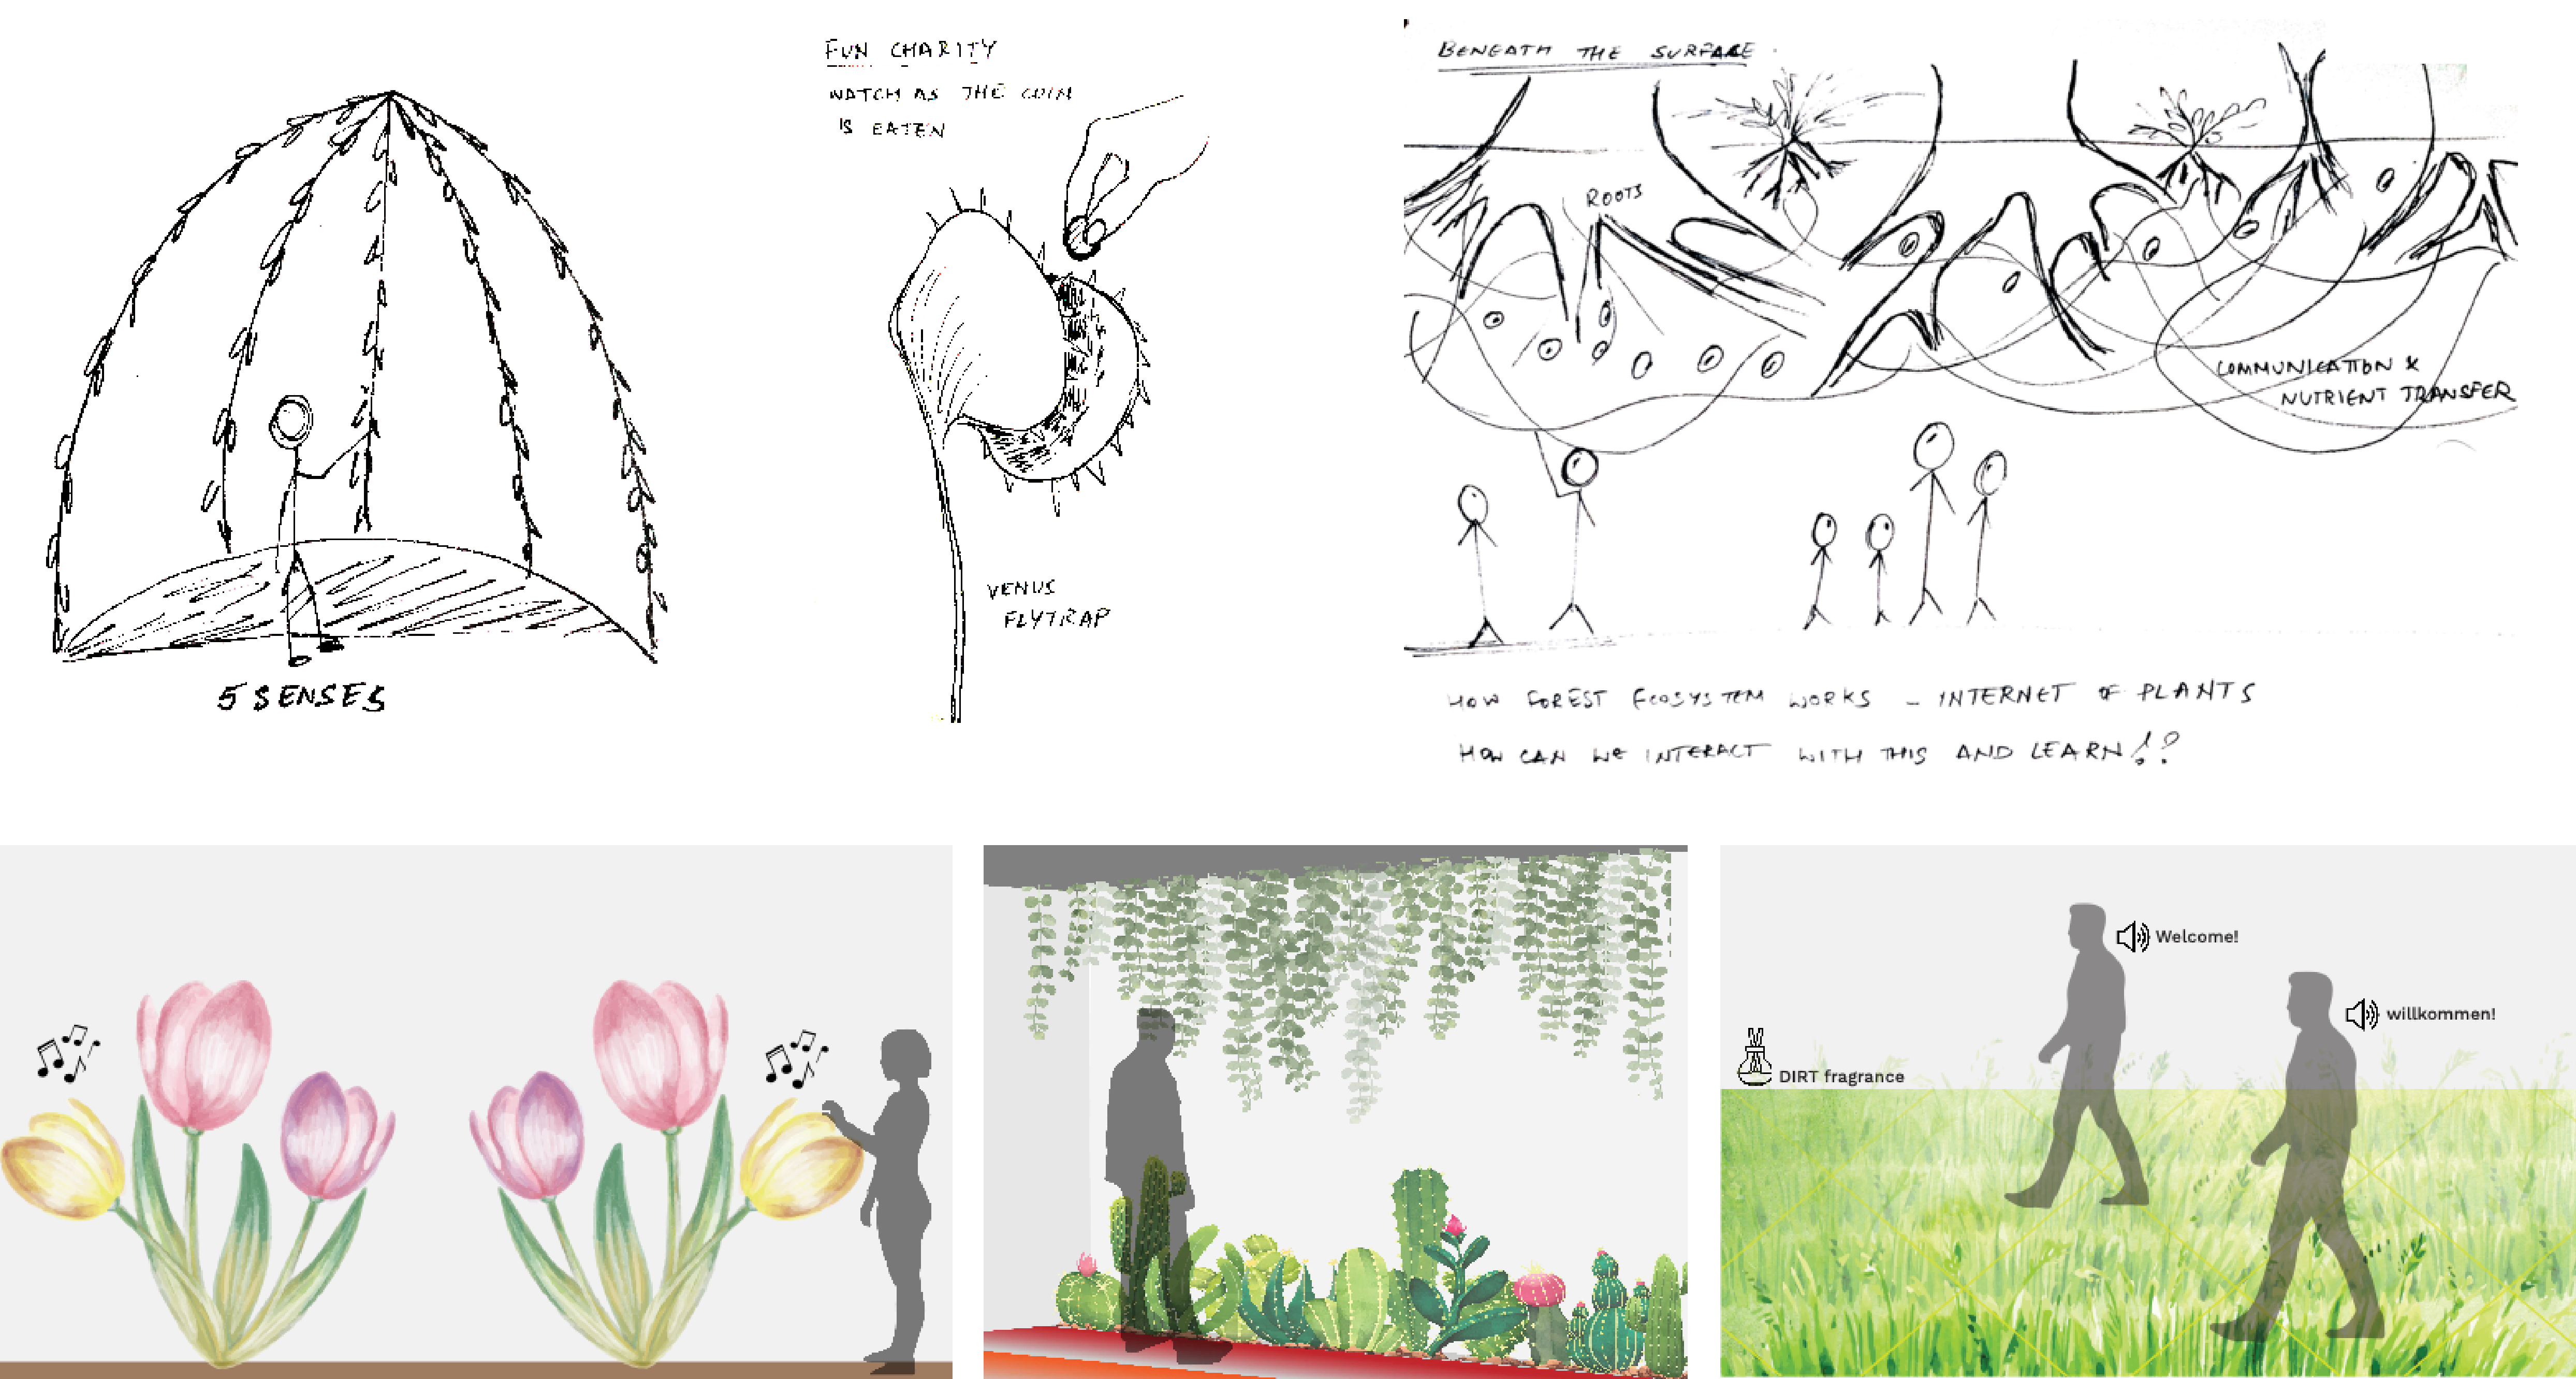 FUN CHARITY
WATCH AS THE COIN
IS EATEN
VENUS
FLYTRAP
5 SENSES
BENEATH THE SURFACE.
ROOTS
COMMUNICATION &
NUTRIENT TRANSFER
HOW FOREST ECOSYSTEM WORKS - INTERNET OF PLANTS
HOW CAN WE INTERACT WITH THIS AND LEARN!?
Welcome!
willkommen!
DIRT fragrance